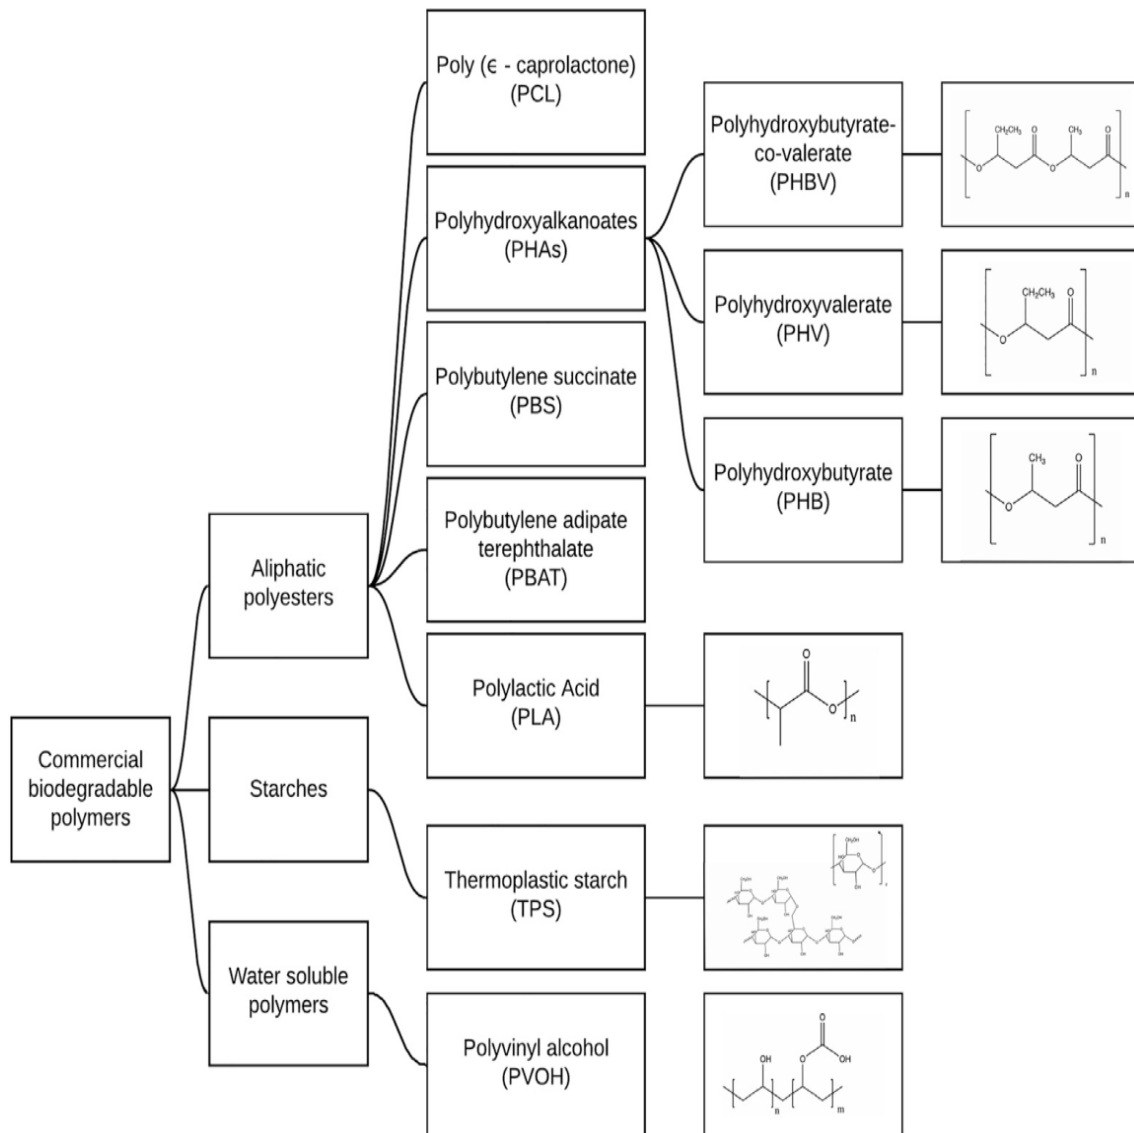 Commercial
biodegradable
polymers
Aliphatic
polyesters
Starches
Water soluble
polymers
Poly (ϵ - caprolactone)
(PCL)
Polyhydroxyalkanoates
(PHAs)
Polybutylene succinate
(PBS)
Polybutylene adipate
terephthalate
(PBAT)
Polylactic Acid
(PLA)
Thermoplastic starch
(TPS)
Polyvinyl alcohol
(PVOH)
Polyhydroxybutyrate-
co-valerate
(PHBV)
Polyhydroxyvalerate
(PHV)
Polyhydroxybutyrate
(PHB)
CH₂CH₃ O CH₃ O
O O
n
CH₂CH₃ O
O
n
CH₃ O
O
n
O
O
n
O
OH O OH
n m